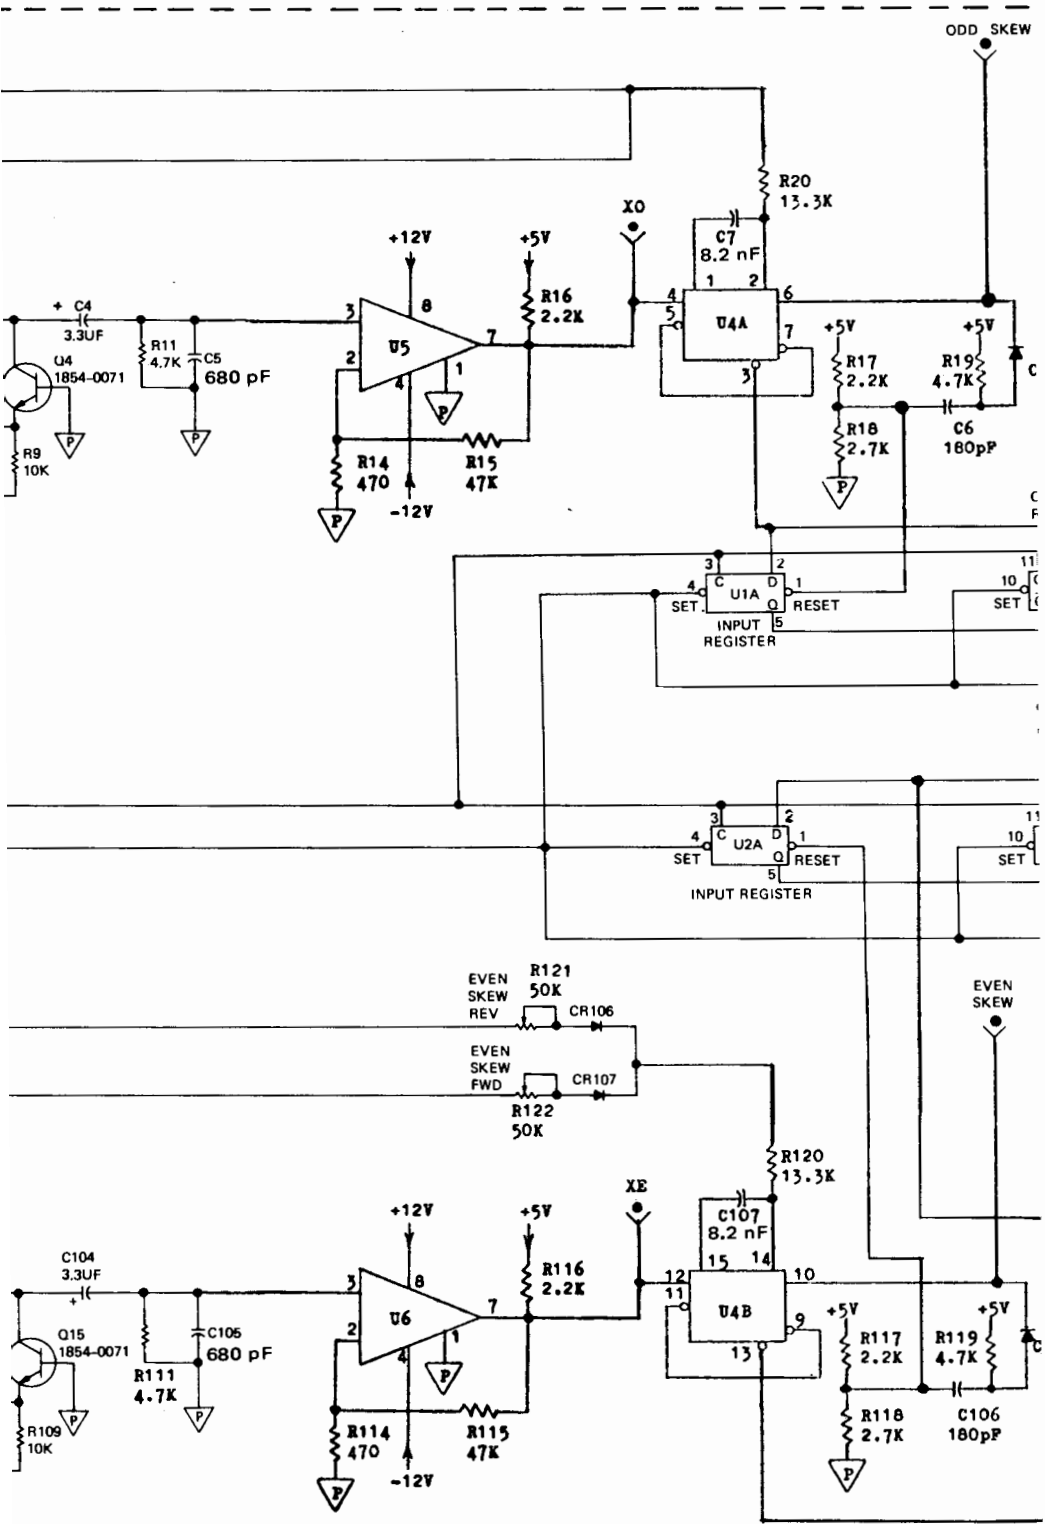 ODD SKEW
R20
13.3K
XO
C7
8.2 nF
+12V
+5V
1 2
+ C4
3.3UF
3
8
R16
2.2K
4
5
U4A
6
7
+5V
+5V
U5
7
R11
4.7K
C5
680 pF
Q4
1854-0071
2
4
1
3
R17
2.2K
R19
4.7K
C
P
R18
2.7K
C6
180pF
P
P
R9
10K
R14
470
R15
47K
P
-12V
P
3
2
C D
4
U1A
1
SET
Q
RESET
INPUT
REGISTER
5
11
10
SET
3
2
C D
4
U2A
1
SET
Q
RESET
5
INPUT REGISTER
11
10
SET
EVEN
SKEW
REV
R121
50K
CR106
EVEN
SKEW
EVEN
SKEW
FWD
CR107
R122
50K
R120
13.3K
XE
C107
8.2 nF
+12V
+5V
15 14
C104
3.3UF
+
3
8
R116
2.2K
12
11
U4B
10
9
+5V
+5V
U6
7
Q15
1854-0071
C105
680 pF
2
4
1
13
R117
2.2K
R119
4.7K
C
R111
4.7K
P
R118
2.7K
C106
180pF
P
P
R109
10K
R114
470
R115
47K
P
-12V
P